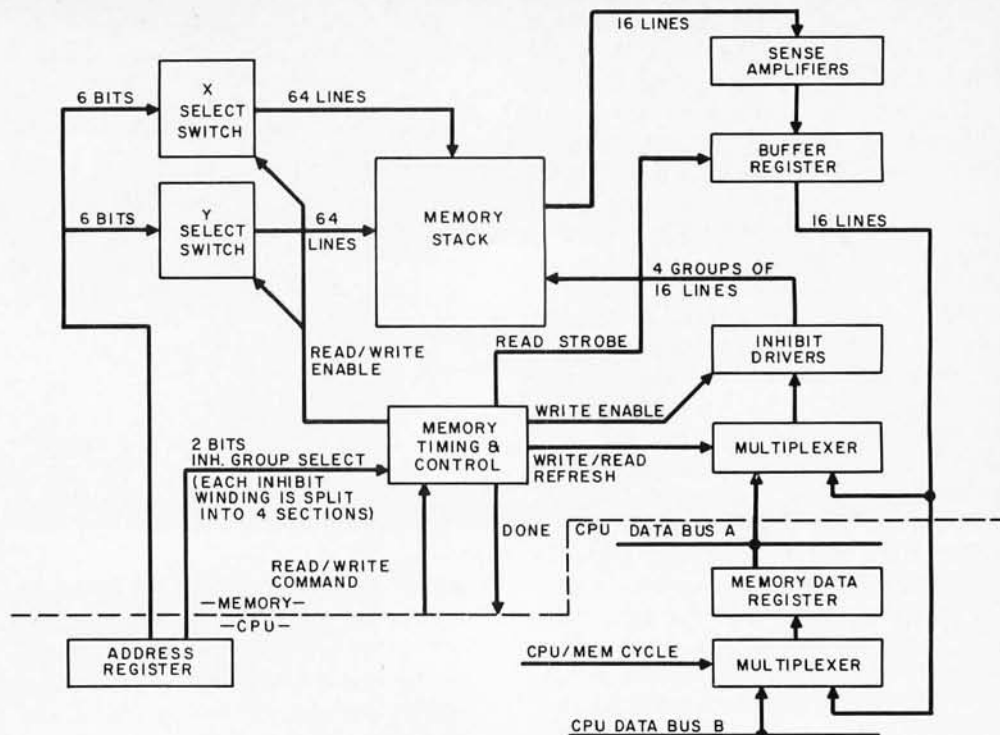 16 LINES
SENSE
AMPLIFIERS
6 BITS
X
SELECT
SWITCH
64 LINES
BUFFER
REGISTER
6 BITS
Y
SELECT
SWITCH
64
LINES
MEMORY
STACK
16 LINES
4 GROUPS OF
16 LINES
READ/WRITE
ENABLE
READ STROBE
INHIBIT
DRIVERS
WRITE ENABLE
MEMORY
TIMING &
CONTROL
MULTIPLEXER
2 BITS
INH. GROUP SELECT
(EACH INHIBIT
WINDING IS SPLIT
INTO 4 SECTIONS)
WRITE/READ
REFRESH
DONE
CPU DATA BUS A
READ/WRITE
COMMAND
MEMORY DATA
REGISTER
—MEMORY—
—CPU—
ADDRESS
REGISTER
CPU/MEM CYCLE
MULTIPLEXER
CPU DATA BUS B